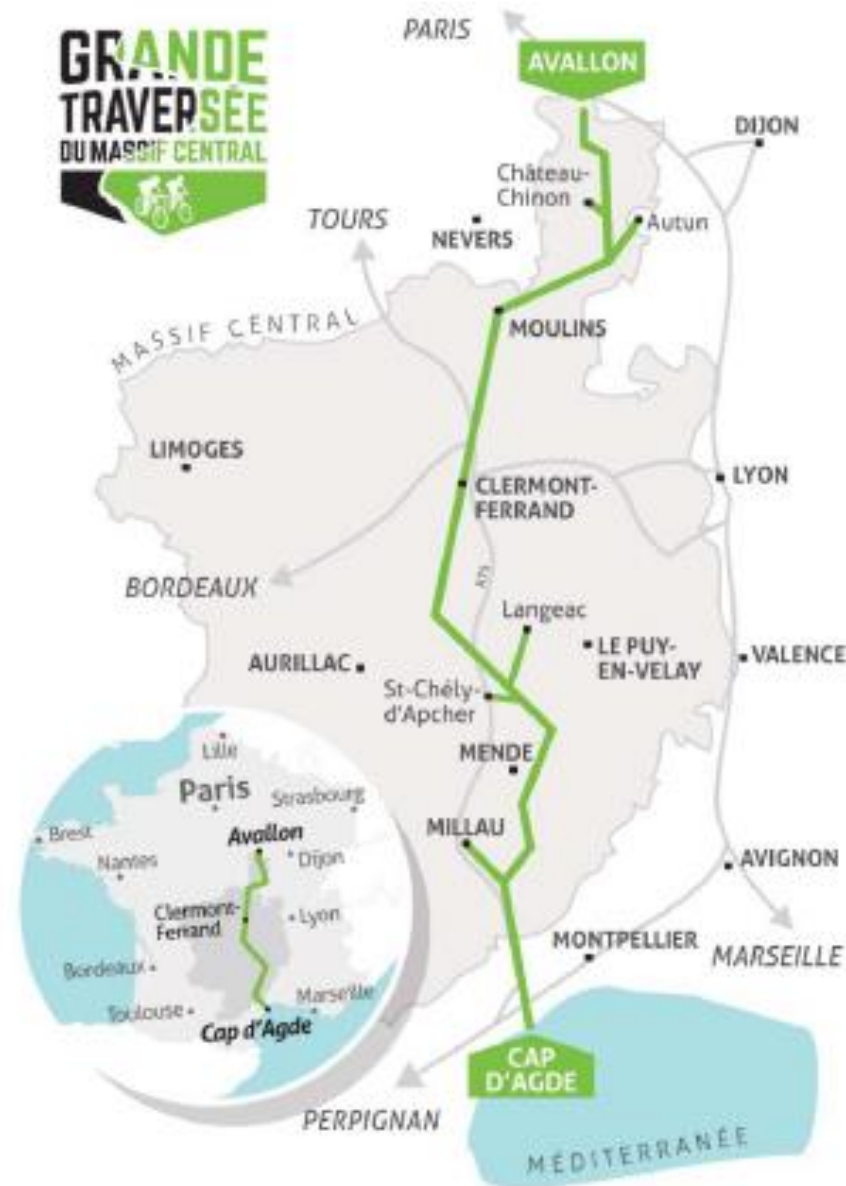 GRANDE
TRAVERSÉE
DU MASSIF CENTRAL
PARIS
AVALLON
DIJON
Château-
Chinon
TOURS
NEVERS
Autun
MASSIF CENTRAL
MOULINS
LIMOGES
CLERMONT-
FERRAND
LYON
A75
BORDEAUX
Langeac
LE PUY-
EN-VELAY
AURILLAC
VALENCE
St-Chély-
d'Apcher
MENDE
MILLAU
AVIGNON
MONTPELLIER
MARSEILLE
CAP
D'AGDE
PERPIGNAN
MÉDITERRANÉE
Lille
Paris
Strasbourg
Brest
Avallon
Dijon
Nantes
Clermont-
Ferrand
Lyon
Bordeaux
Toulouse
Marseille
Cap d'Agde